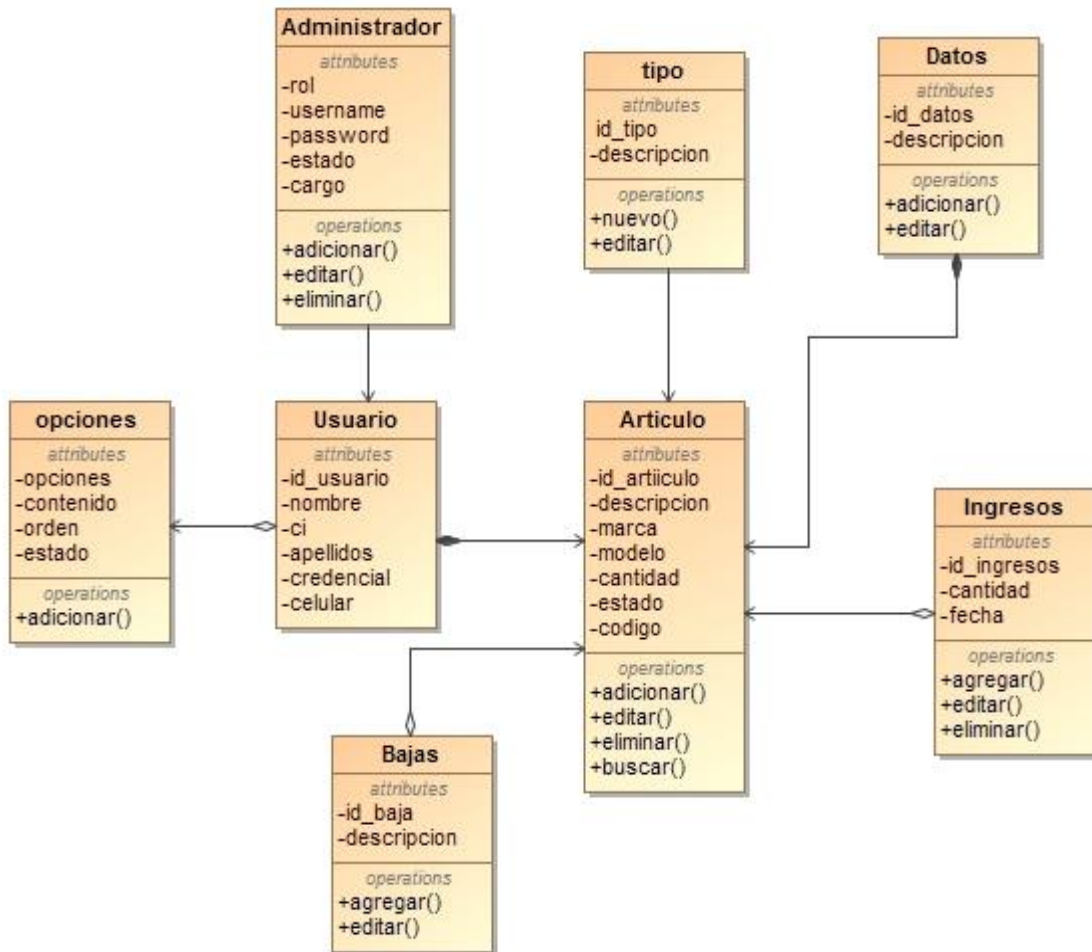 Administrador
attributes
-rol
-username
-password
-estado
-cargo
operations
+adicionar()
+editar()
+eliminar()
tipo
attributes
id_tipo
-descripcion
operations
+nuevo()
+editar()
Datos
attributes
-id_datos
-descripcion
operations
+adicionar()
+editar()
opciones
attributes
-opciones
-contenido
-orden
-estado
operations
+adicionar()
Usuario
attributes
-id_usuario
-nombre
-ci
-apellidos
-credencial
-celular
Articulo
attributes
-id_artiiculo
-descripcion
-marca
-modelo
-cantidad
-estado
-codigo
operations
+adicionar()
+editar()
+eliminar()
+buscar()
Ingresos
attributes
-id_ingresos
-cantidad
-fecha
operations
+agregar()
+editar()
+eliminar()
Bajas
attributes
-id_baja
-descripcion
operations
+agregar()
+editar()